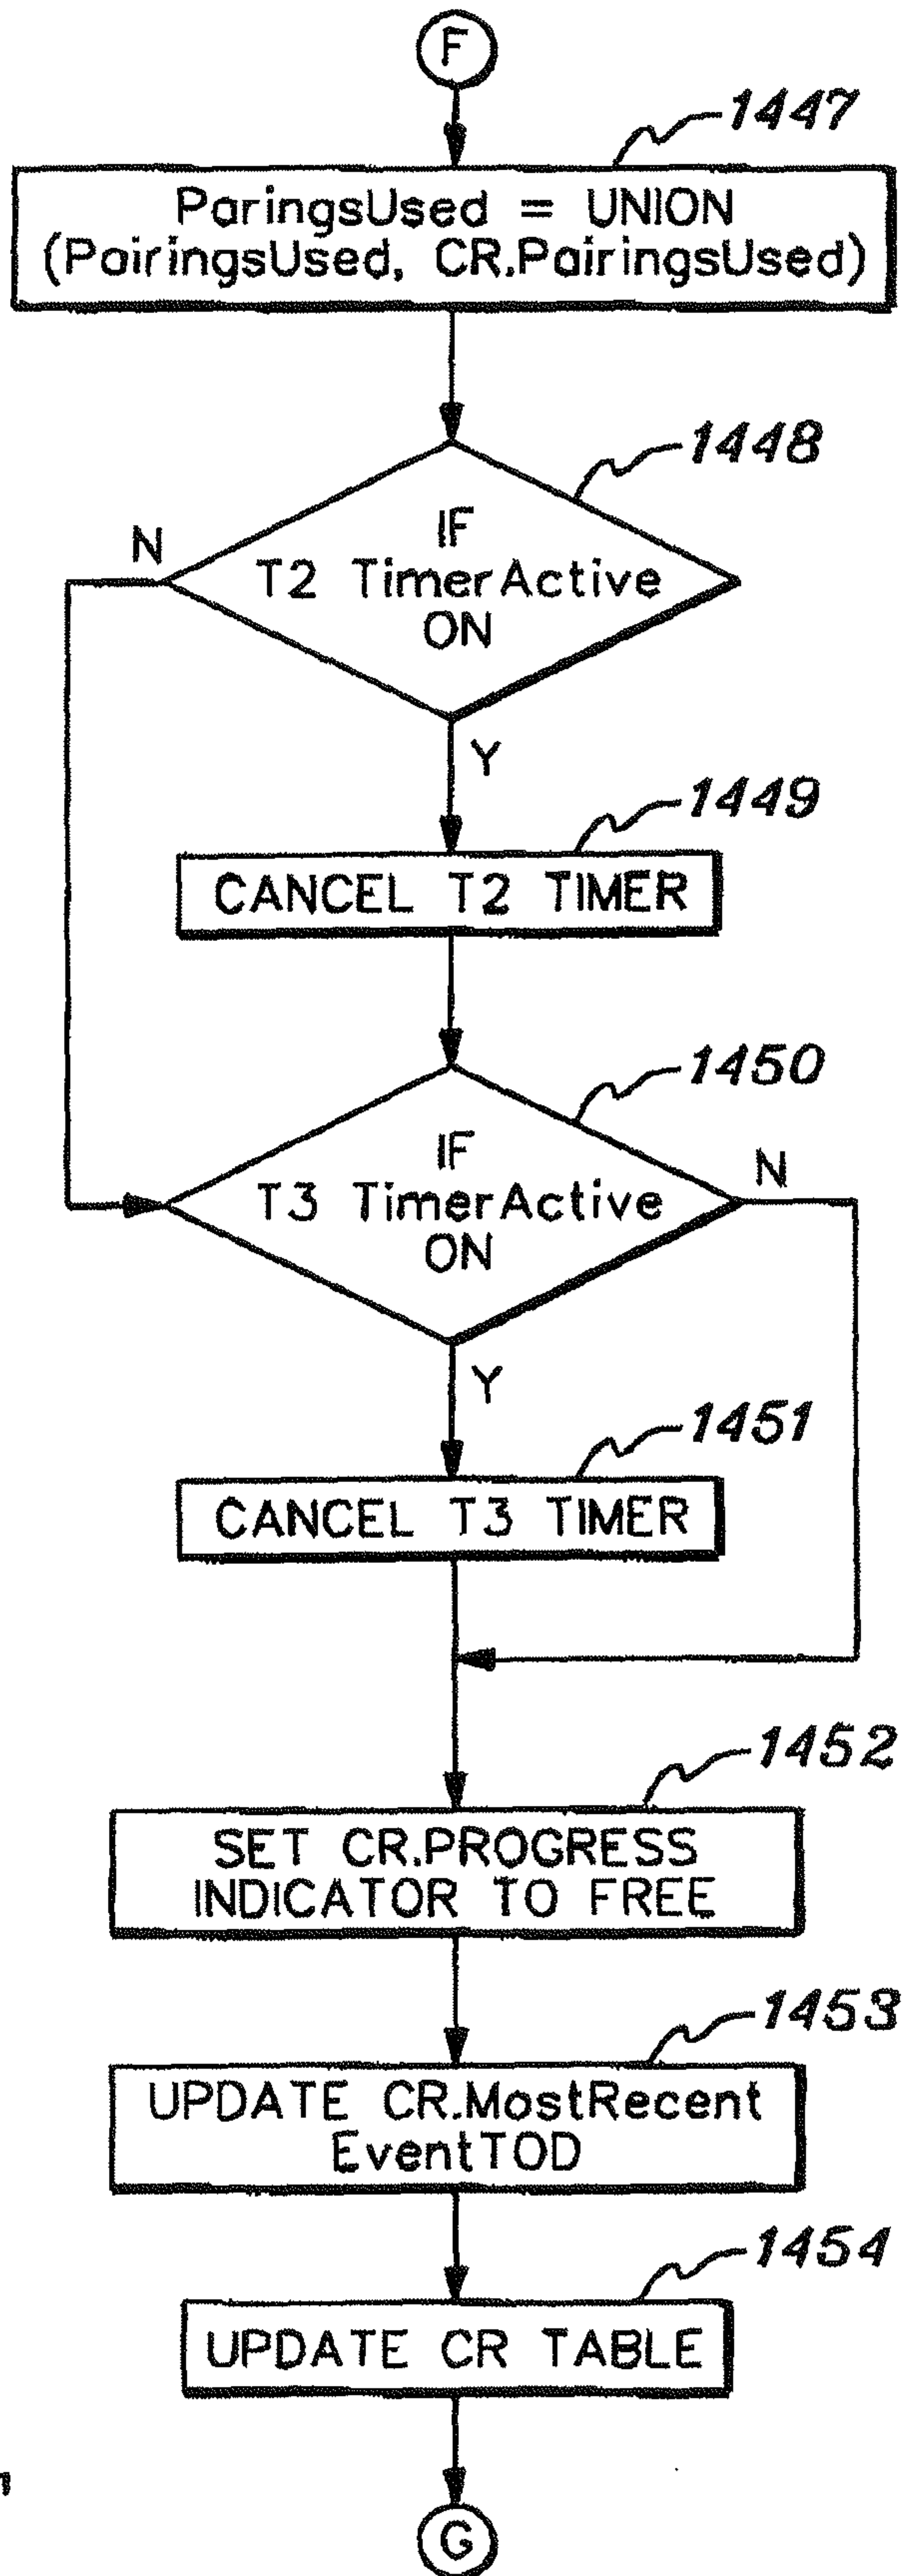 F
1447
ParingsUsed = UNION
(PairingsUsed, CR.PairingsUsed)
1448
IF
N
T2 TimerActive
ON
Y
1449
CANCEL T2 TIMER
1450
IF
N
T3 TimerActive
ON
Y
1451
CANCEL T3 TIMER
1452
SET CR.PROGRESS
INDICATOR TO FREE
1453
UPDATE CR.MostRecent
EventTOD
1454
UPDATE CR TABLE
G